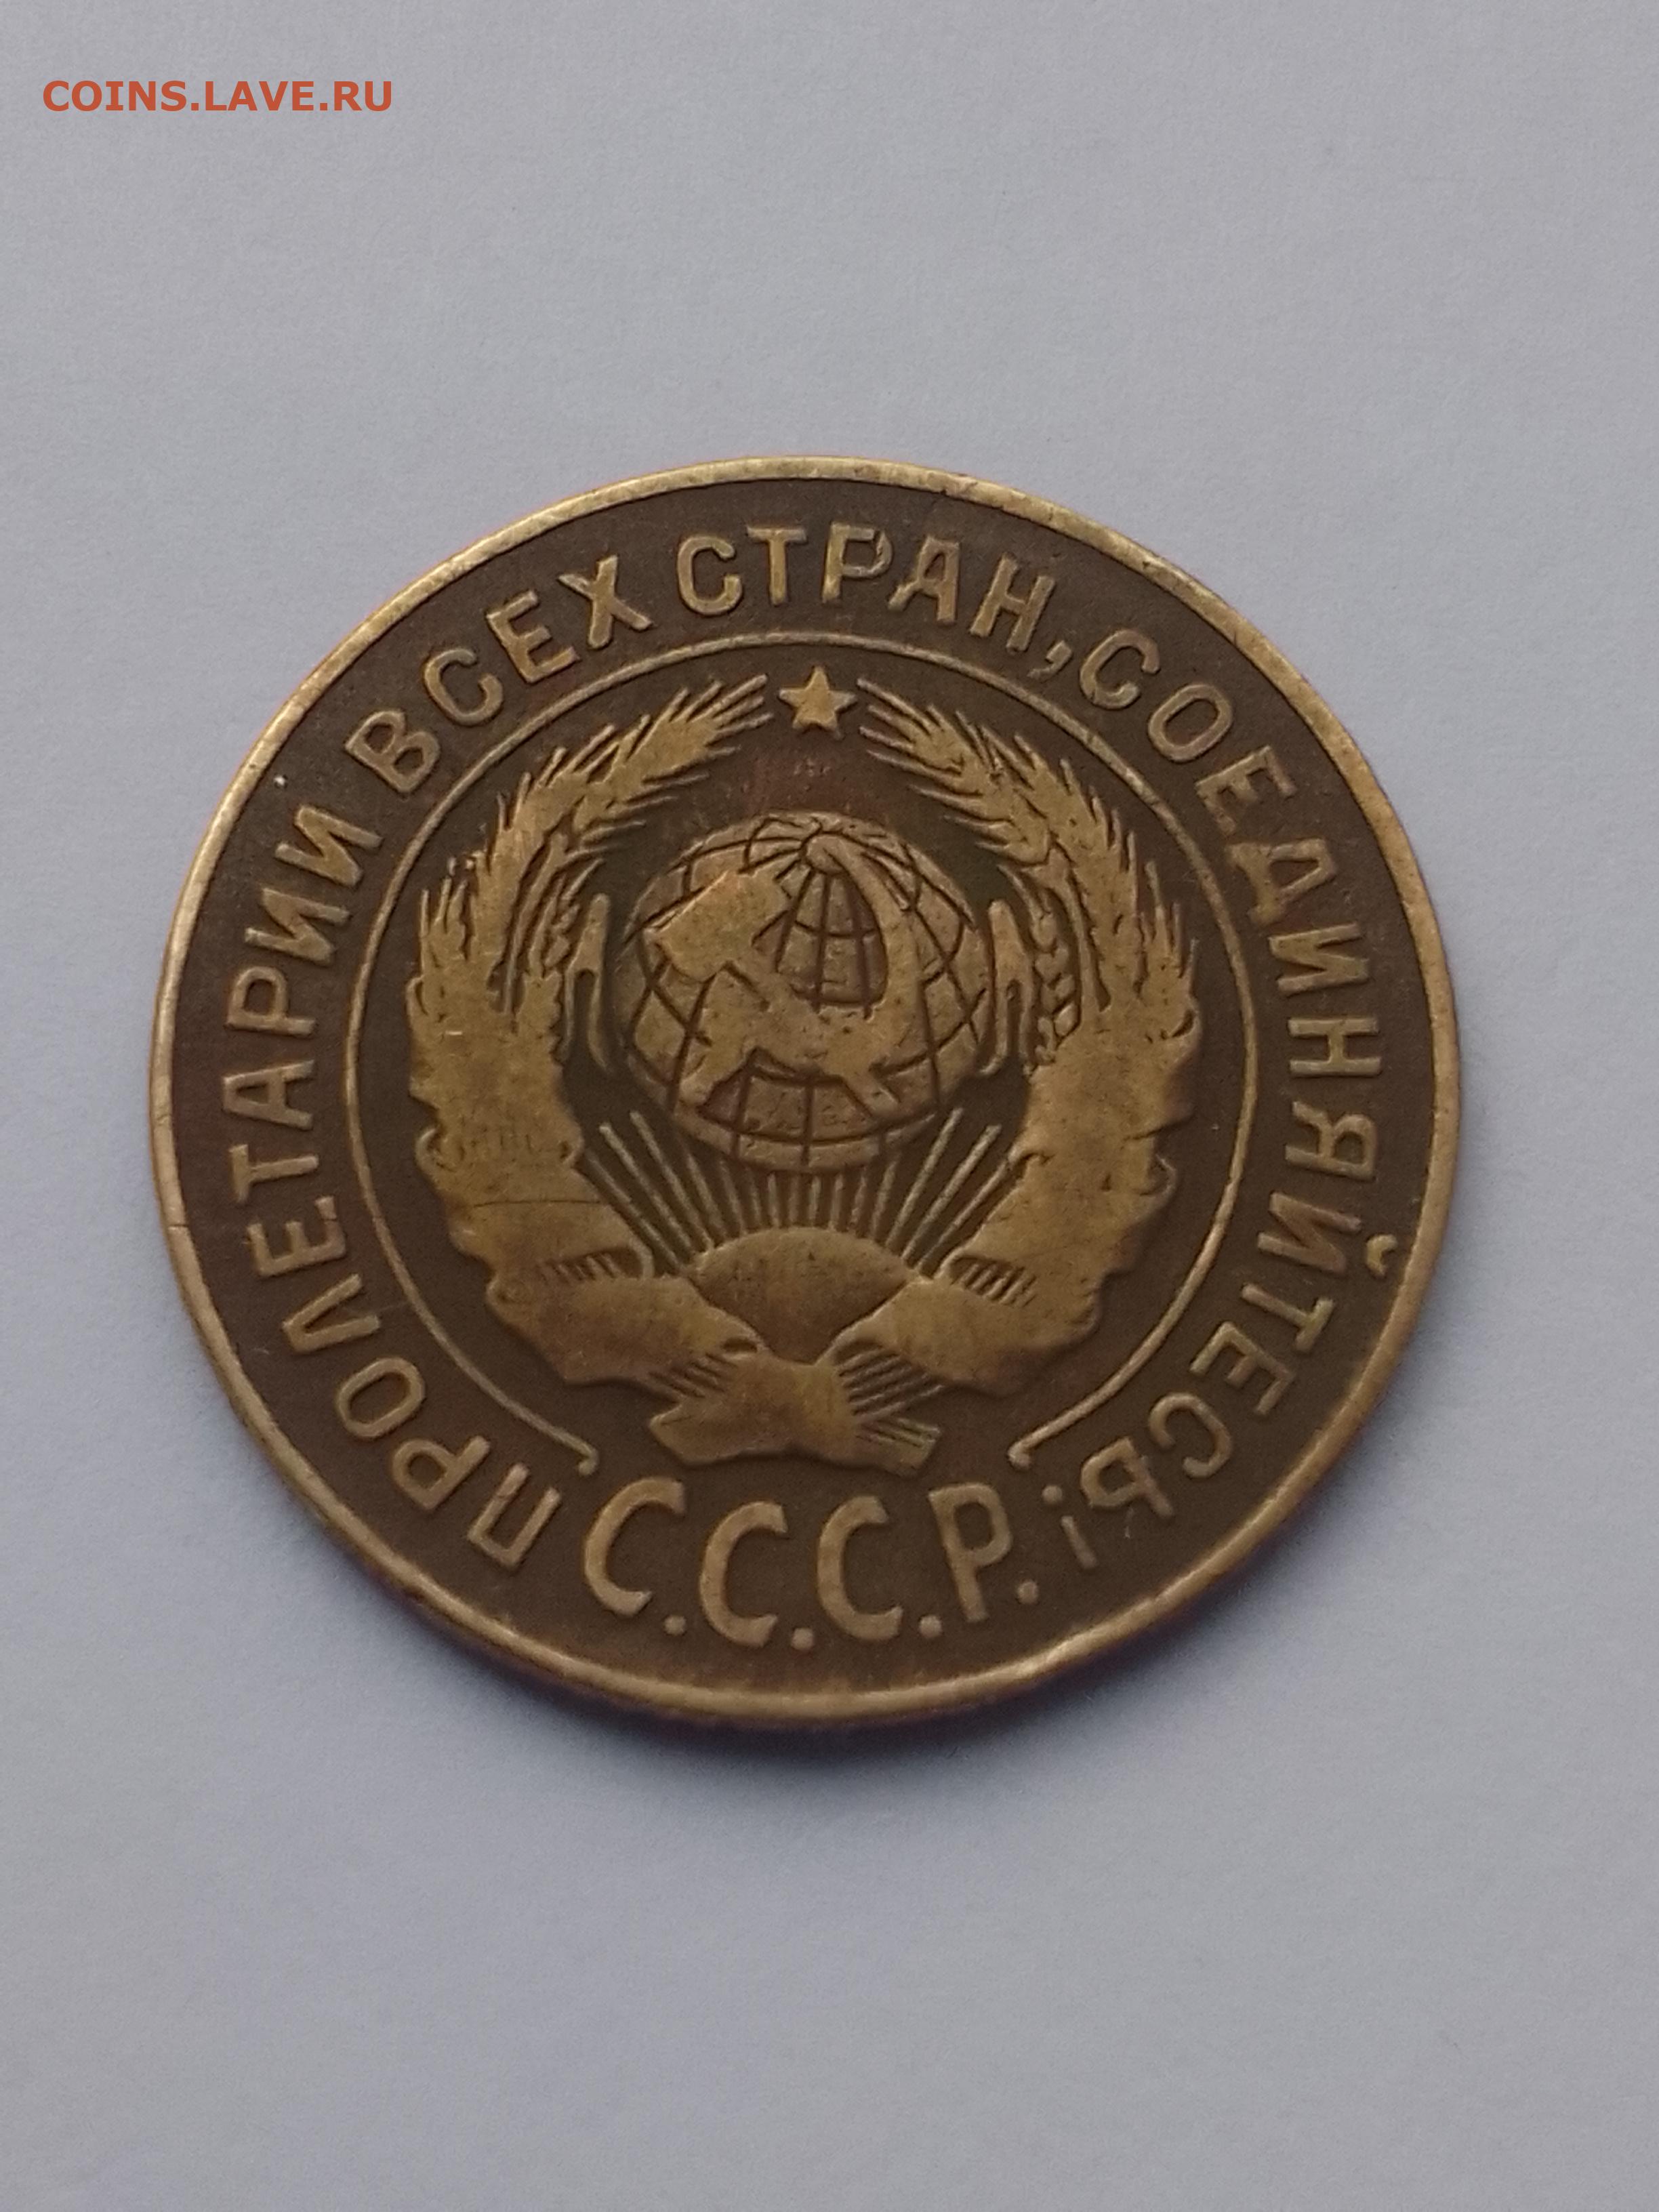 COINS.LAVE.RU
ПРОЛЕТАРИИ ВСЕХ СТРАН, СОЕДИНЯЙТЕСЬ!
С.С.С.Р.